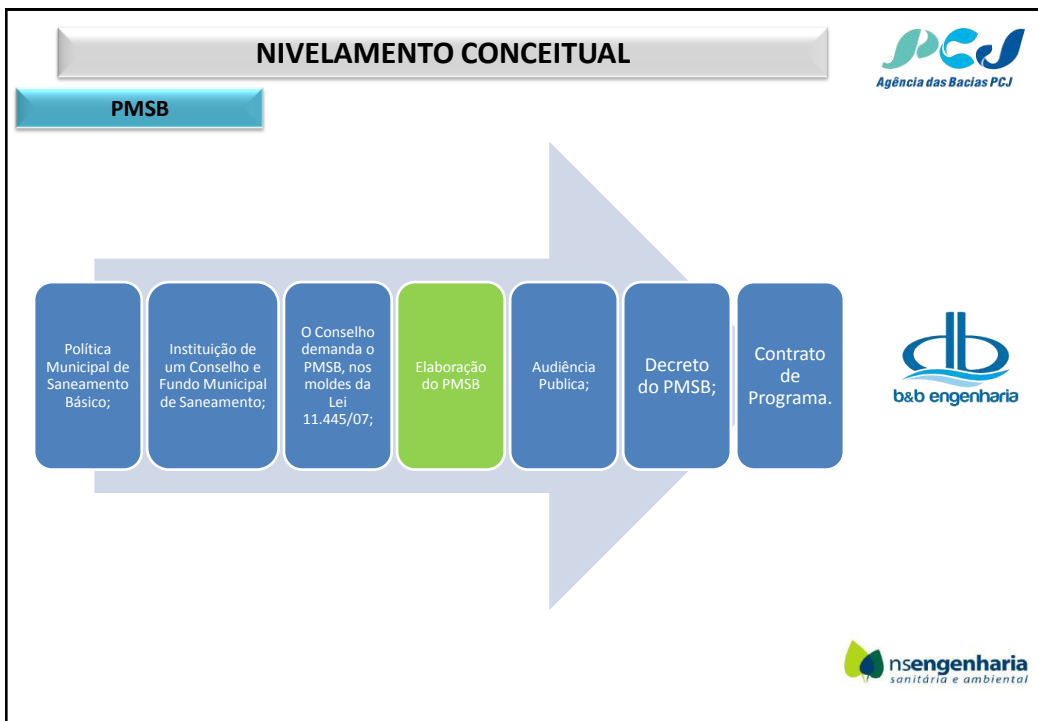 NIVELAMENTO CONCEITUAL
PCJ
Agência das Bacias PCJ
PMSB
Política
Municipal de
Saneamento
Básico;
Instituição de
um Conselho e
Fundo Municipal
de Saneamento;
O Conselho
demanda o
PMSB, nos
moldes da
Lei
11.445/07;
Elaboração
do PMSB
Audiência
Publica;
Decreto
do PMSB;
Contrato
de
Programa.
b&b engenharia
nsengenharia
sanitária e ambiental